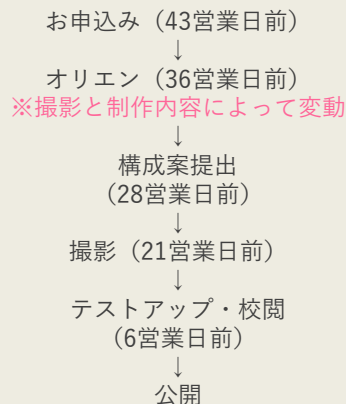 お申込み（43営業日前）
↓
オリエン（36営業日前）
※撮影と制作内容によって変動
↓
構成案提出
（28営業日前）
↓
撮影（21営業日前）
↓
テストアップ・校閲
（6営業日前）
↓
公開